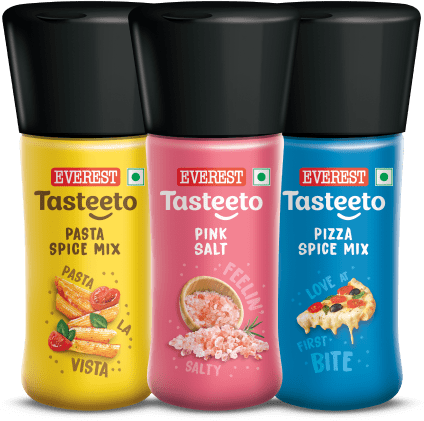 EVEREST
Tasteeto
PASTA
SPICE MIX
PASTA
LA
VISTA
EVEREST
Tasteeto
PINK
SALT
FEELIN'
SALTY
EVEREST
Tasteeto
PIZZA
SPICE MIX
LOVE AT
FIRST
BITE